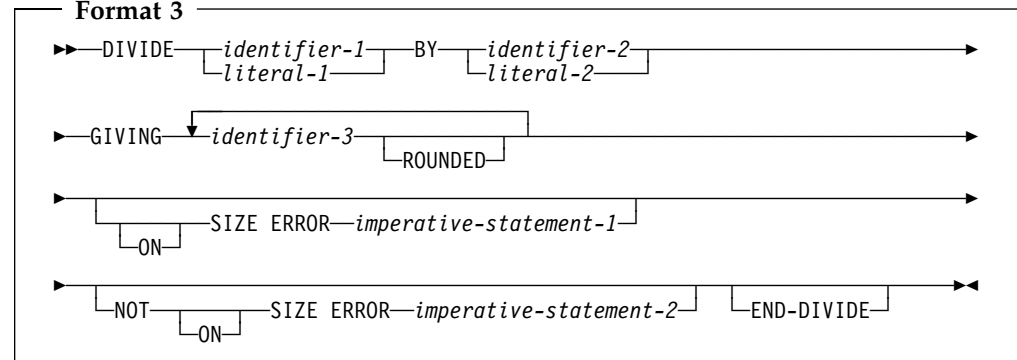 Format 3
DIVIDE identifier-1 BY identifier-2
literal-1 literal-2
GIVING identifier-3
ROUNDED
SIZE ERROR imperative-statement-1
ON
NOT SIZE ERROR imperative-statement-2 END-DIVIDE
ON